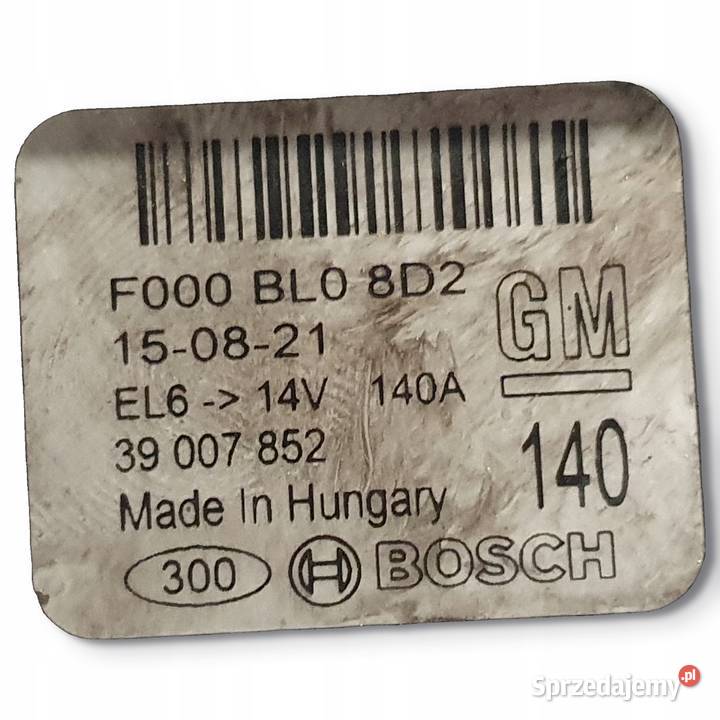 F000 BL0 8D2
15-08-21
EL6 -> 14V 140A
39 007 852
Made In Hungary
GM
140
300 BOSCH
Sprzedajemy.pl